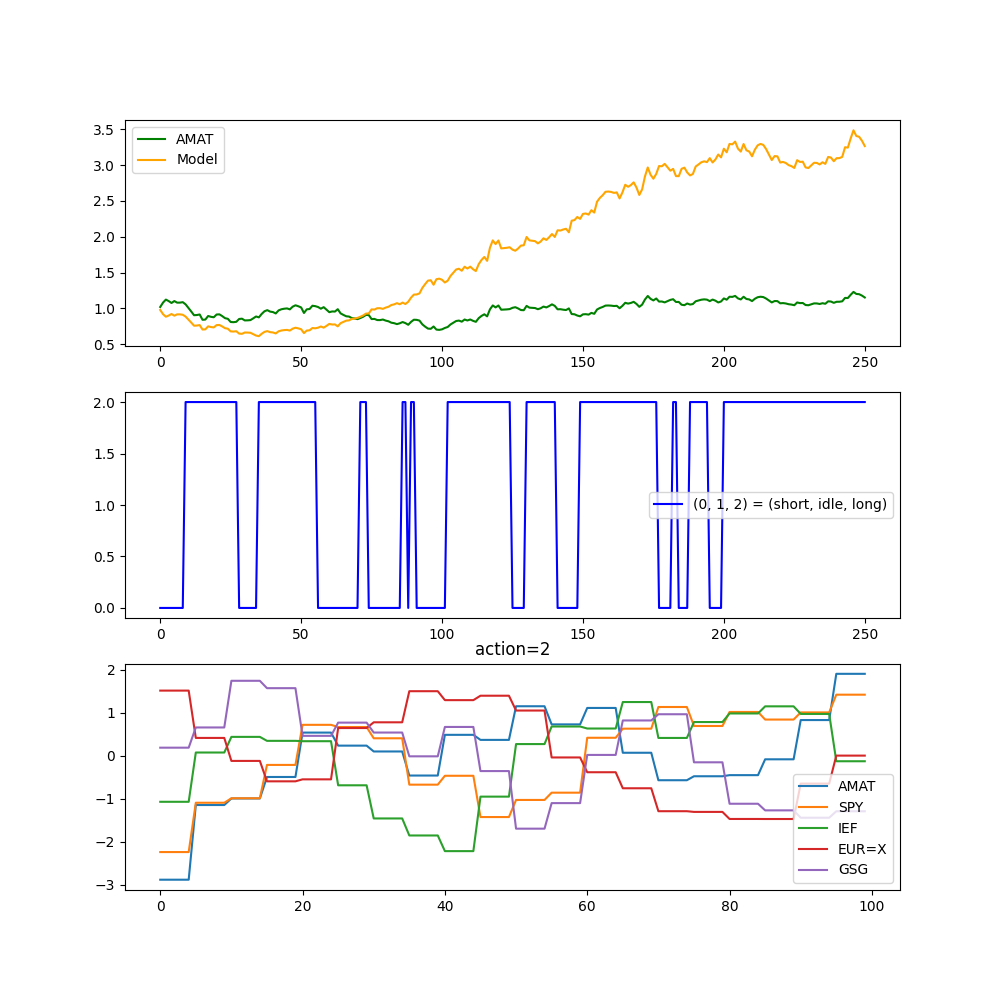 3.5
3.0
2.5
2.0
1.5
1.0
0.5
AMAT
Model
0 50 100 150 200 250
2.0
1.5
1.0
0.5
0.0
(0, 1, 2) = (short, idle, long)
0 50 100 150 200 250
action=2
2
1
0
−1
−2
−3
AMAT
SPY
IEF
EUR=X
GSG
0 20 40 60 80 100